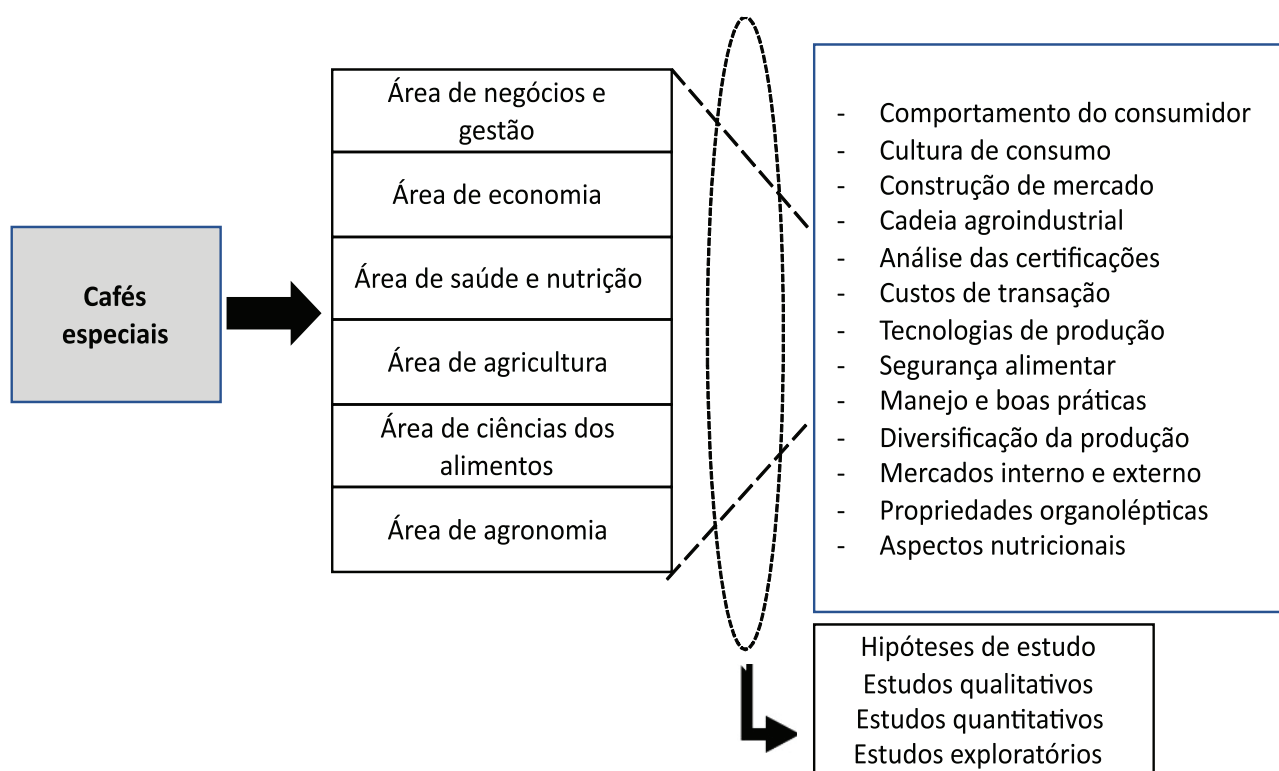 Cafés
especiais
Área de negócios e
gestão
Área de economia
Área de saúde e nutrição
Área de agricultura
Área de ciências dos
alimentos
Área de agronomia
- Comportamento do consumidor
- Cultura de consumo
- Construção de mercado
- Cadeia agroindustrial
- Análise das certificações
- Custos de transação
- Tecnologias de produção
- Segurança alimentar
- Manejo e boas práticas
- Diversificação da produção
- Mercados interno e externo
- Propriedades organolépticas
- Aspectos nutricionais
Hipóteses de estudo
Estudos qualitativos
Estudos quantitativos
Estudos exploratórios